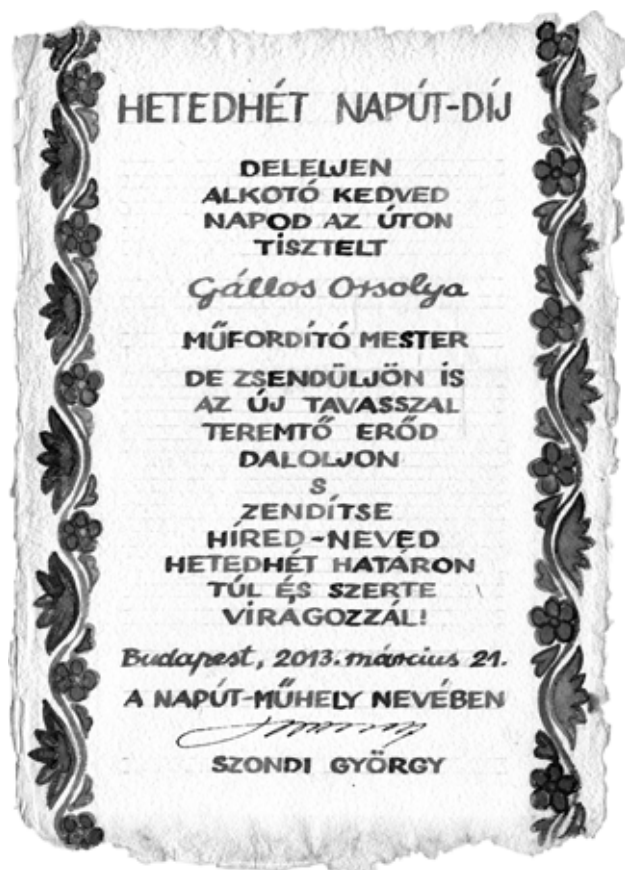 HETEDHÉT NAPÚT-DÍJ
DELELJEN
ALKOTÓ KEDVED
NAPOD AZ ÚTON
TISZTELT
Gállos Orsolya
MŰFORDÍTÓ MESTER
DE ZSENDÜLJÖN IS
AZ ÚJ TAVASSZAL
TEREMTŐ ERŐD
DALOLJON
S
ZENDÍTSE
HÍRED-NEVED
HETEDHÉT HATÁRON
TÚL ÉS SZERTE
VIRÁGOZZÁL!
Budapest, 2013. március 21.
A NAPÚT-MŰHELY NEVÉBEN
SZONDI GYÖRGY